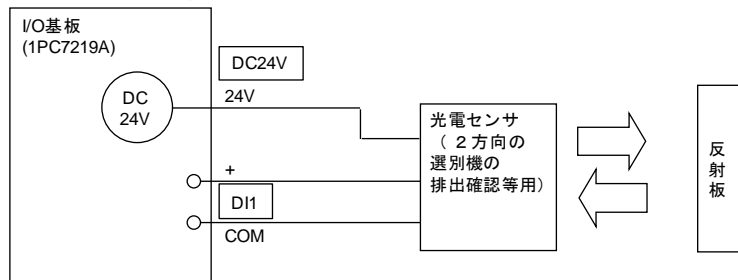 I/O基板
(1PC7219A)
DC24V
DC
24V
24V
光電センサ
（２方向の
選別機の
排出確認等用）
反
射
板
+
DI1
COM